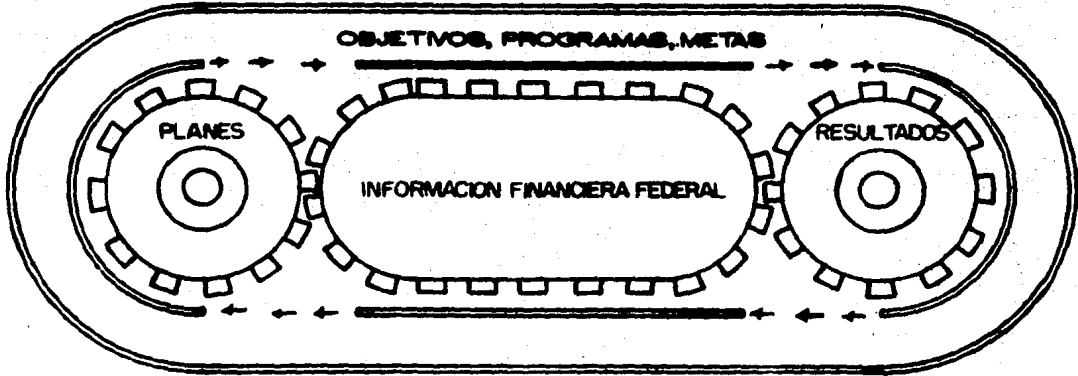 OBJETIVOS, PROGRAMAS, METAS
PLANES
INFORMACION FINANCIERA FEDERAL
RESULTADOS